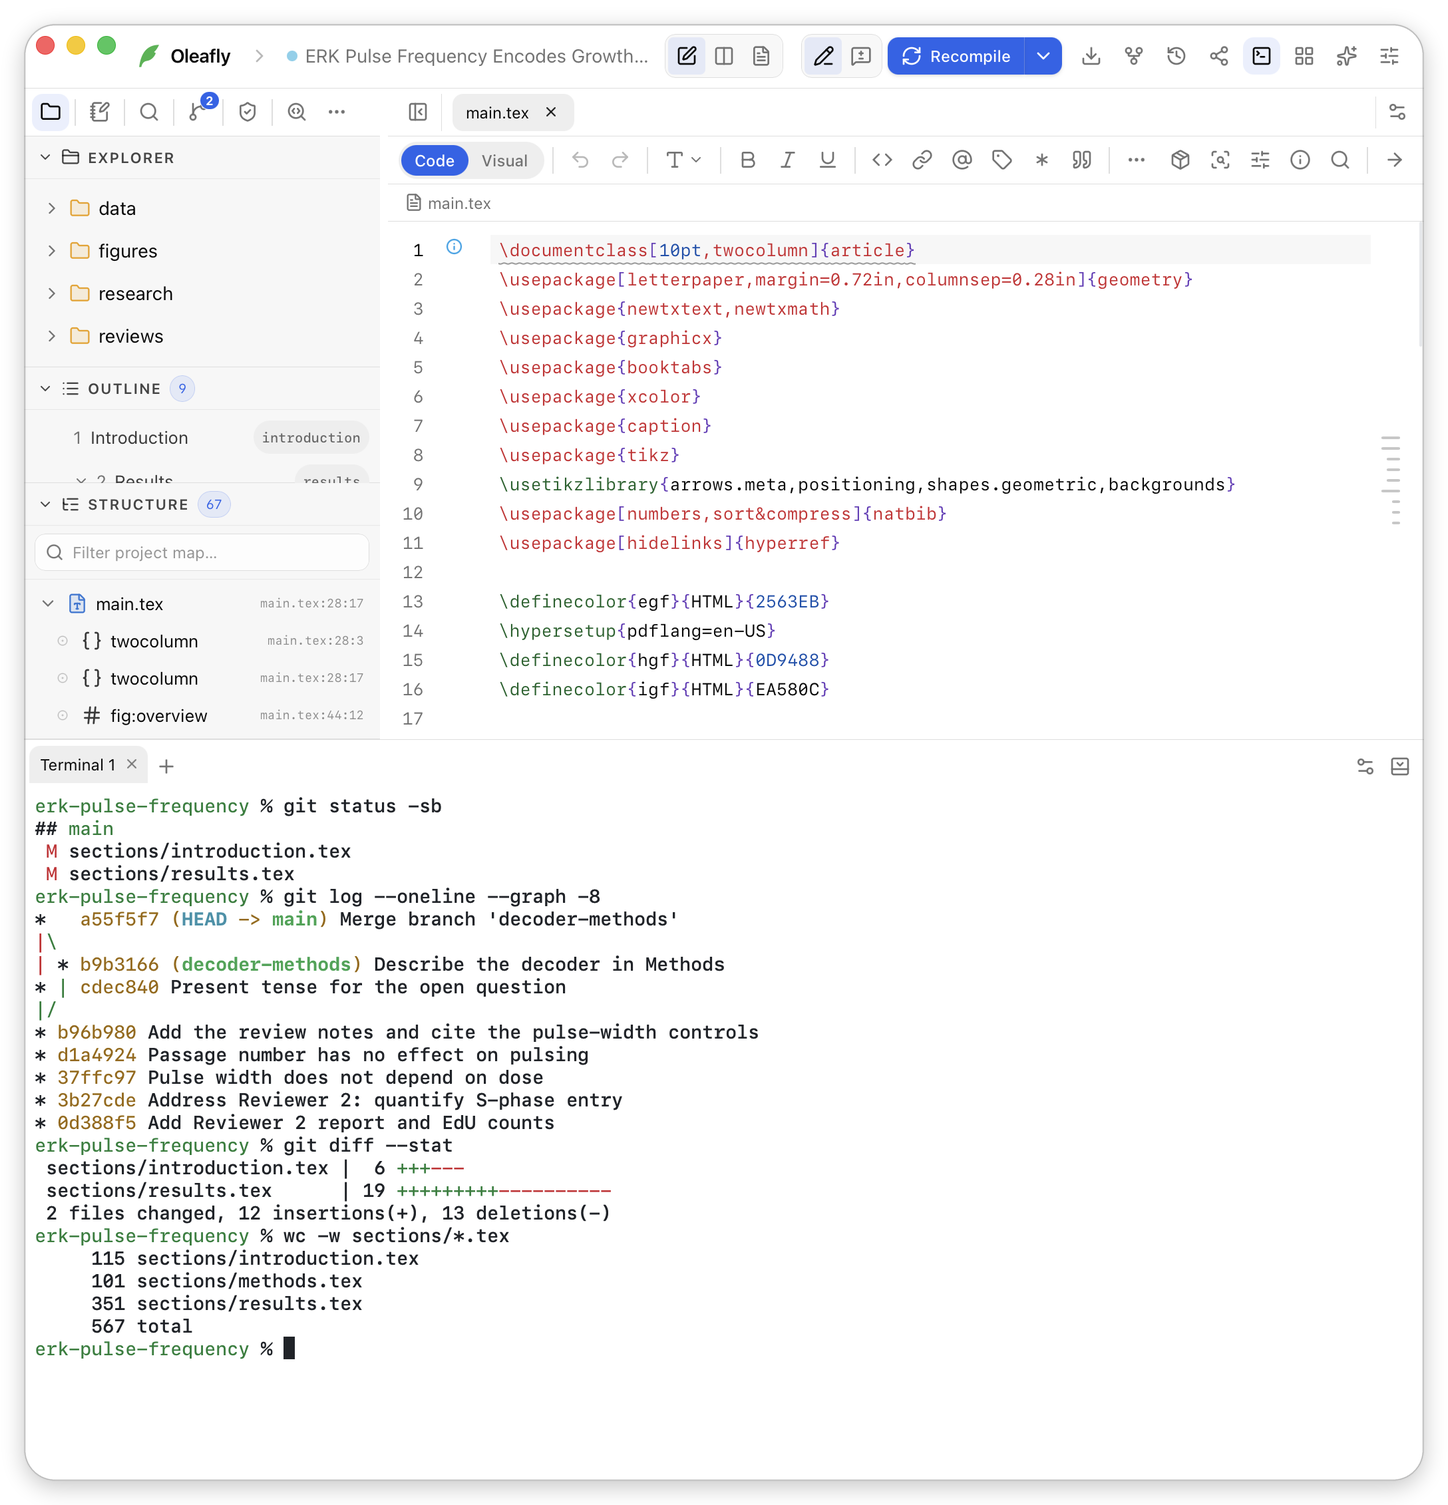 Oleafly
ERK Pulse Frequency Encodes Growth...
Recompile
2
main.tex
EXPLORER
data
figures
research
reviews
OUTLINE 9
1 Introduction introduction
2 Results results
STRUCTURE 67
Filter project map...
main.tex main.tex:28:17
{} twocolumn main.tex:28:3
{} twocolumn main.tex:28:17
# fig:overview main.tex:44:12
Code Visual
T B I U
main.tex
1 \documentclass[10pt,twocolumn]{article}
2 \usepackage[letterpaper,margin=0.72in,columnsep=0.28in]{geometry}
3 \usepackage{newtxtext,newtxmath}
4 \usepackage{graphicx}
5 \usepackage{booktabs}
6 \usepackage{xcolor}
7 \usepackage{caption}
8 \usepackage{tikz}
9 \usetikzlibrary{arrows.meta,positioning,shapes.geometric,backgrounds}
10 \usepackage[numbers,sort&compress]{natbib}
11 \usepackage[hidelinks]{hyperref}
12
13 \definecolor{egf}{HTML}{2563EB}
14 \hypersetup{pdflang=en-US}
15 \definecolor{hgf}{HTML}{0D9488}
16 \definecolor{igf}{HTML}{EA580C}
17
Terminal 1
erk-pulse-frequency % git status -sb
## main
 M sections/introduction.tex
 M sections/results.tex
erk-pulse-frequency % git log --oneline --graph -8
*   a55f5f7 (HEAD -> main) Merge branch 'decoder-methods'
|\
| * b9b3166 (decoder-methods) Describe the decoder in Methods
* | cdec840 Present tense for the open question
|/
* b96b980 Add the review notes and cite the pulse-width controls
* d1a4924 Passage number has no effect on pulsing
* 37ffc97 Pulse width does not depend on dose
* 3b27cde Address Reviewer 2: quantify S-phase entry
* 0d388f5 Add Reviewer 2 report and EdU counts
erk-pulse-frequency % git diff --stat
 sections/introduction.tex |  6 +++---
 sections/results.tex      | 19 +++++++++----------
 2 files changed, 12 insertions(+), 13 deletions(-)
erk-pulse-frequency % wc -w sections/*.tex
     115 sections/introduction.tex
     101 sections/methods.tex
     351 sections/results.tex
     567 total
erk-pulse-frequency %